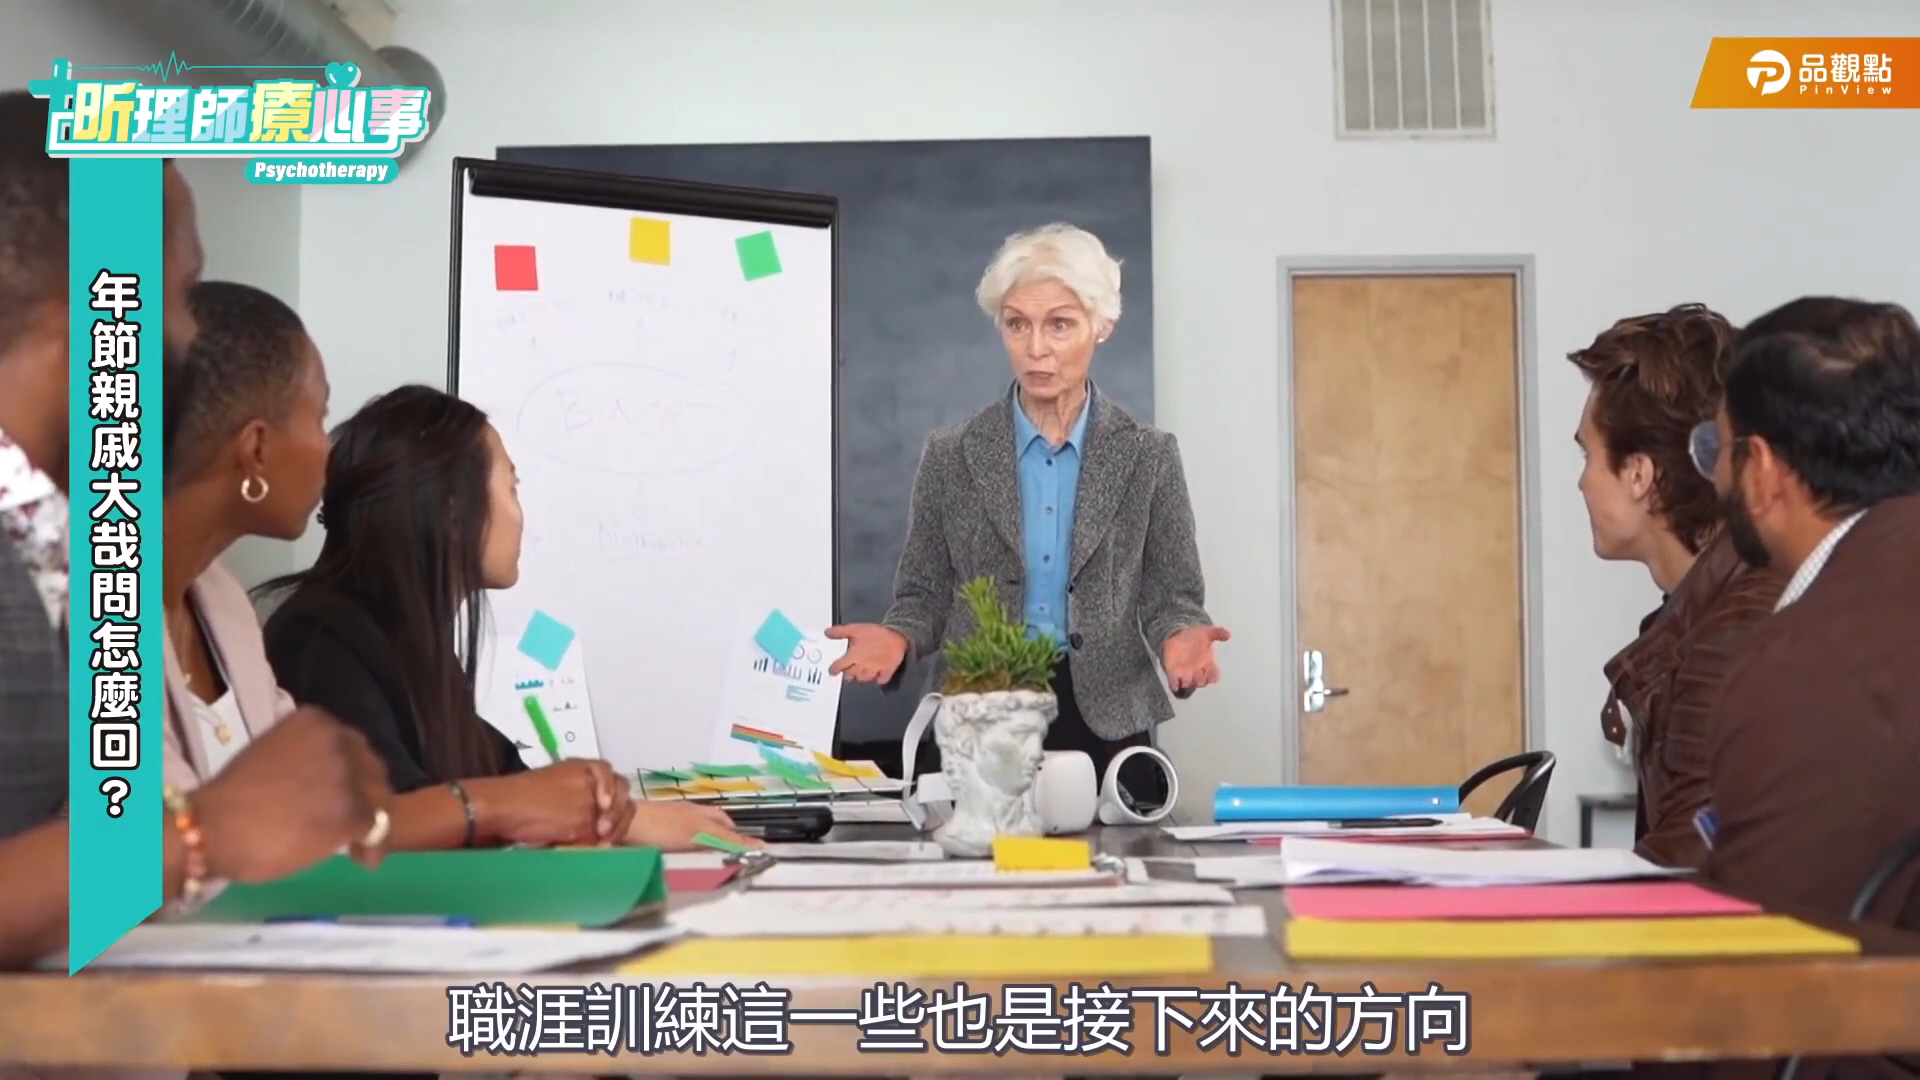 昕理師療心事
Psychotherapy
品觀點
PinView
年節親戚大哉問怎麼回？
職涯訓練這一些也是接下來的方向